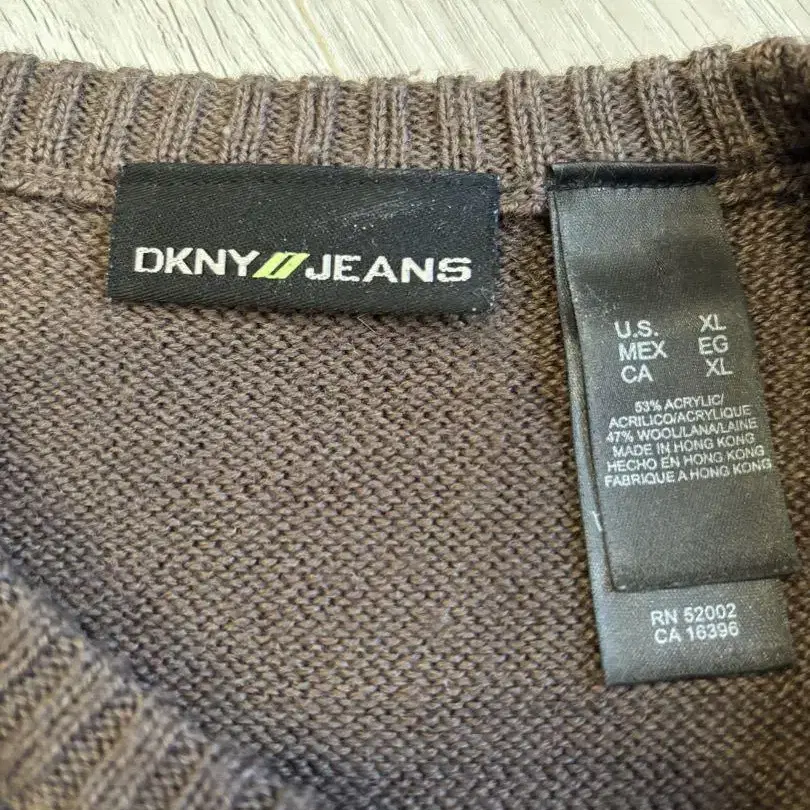 DKNY JEANS
U.S. XL
MEX EG
CA XL
53% ACRYLIC/
ACRILICO/ACRYLIQUE
47% WOOL/LANA/LAINE
MADE IN HONG KONG
HECHO EN HONG KONG
FABRIQUE A HONG KONG
RN 52002
CA 16396